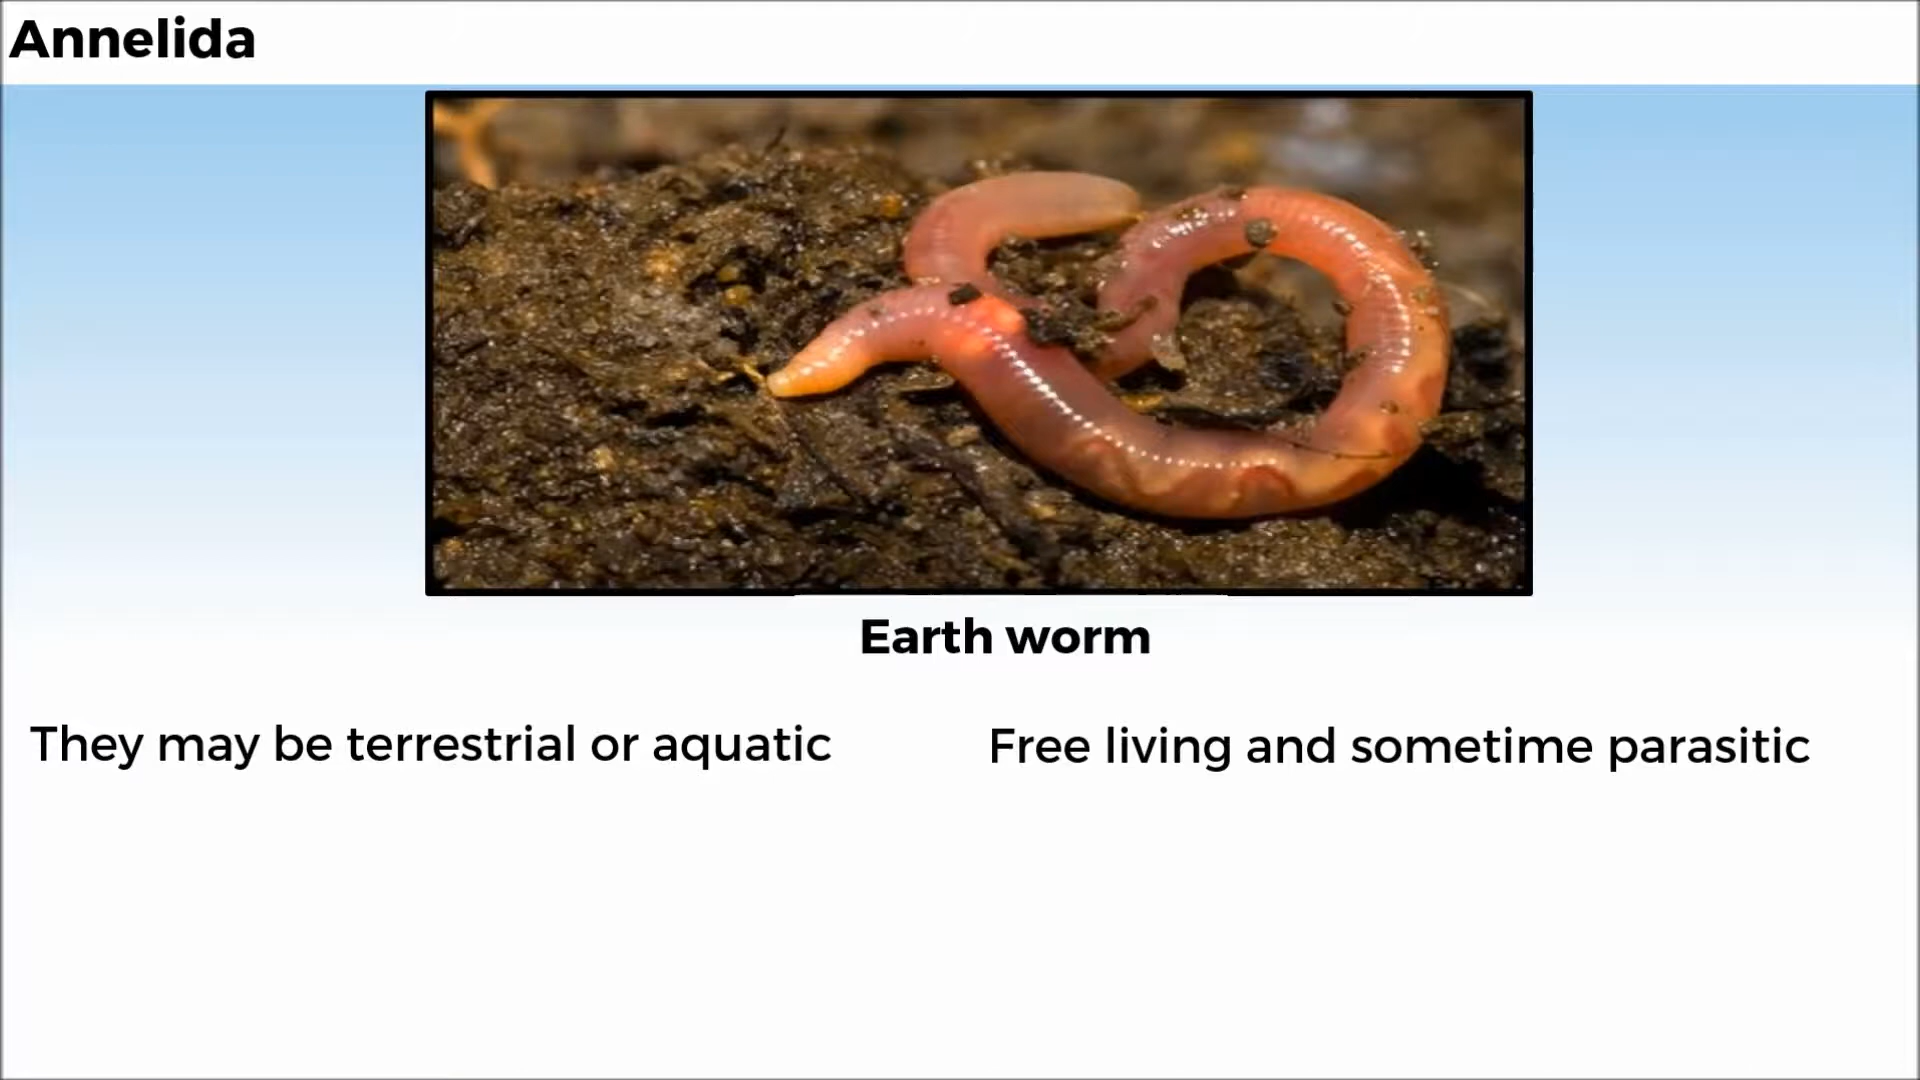 Annelida
Earth worm
They may be terrestrial or aquatic
Free living and sometime parasitic